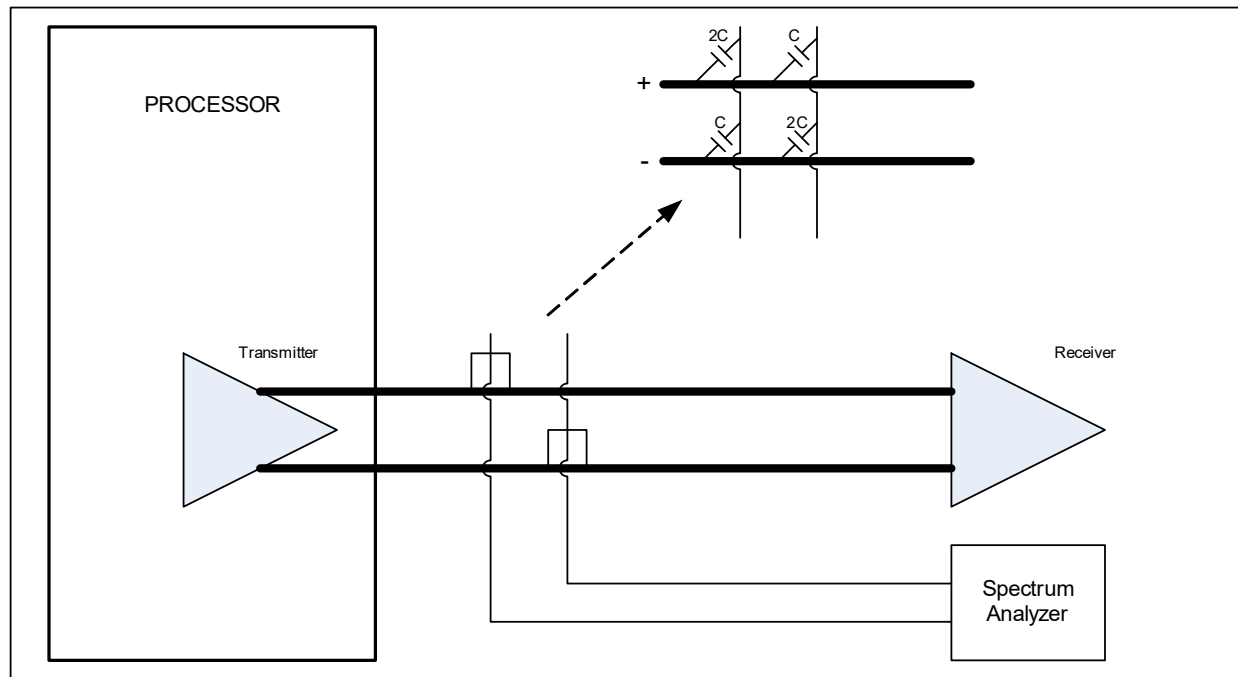 2C
C
+
PROCESSOR
C
2C
-
Transmitter
Receiver
Spectrum
Analyzer